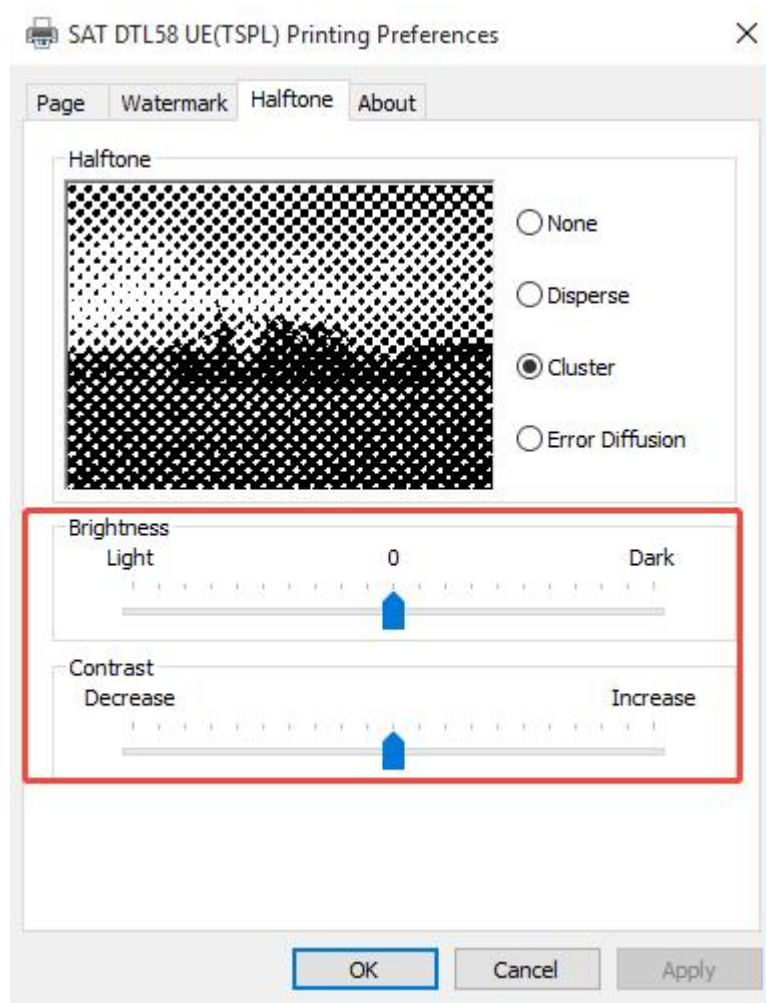 SAT DTL58 UE(TSPL) Printing Preferences
Page Watermark Halftone About
Halftone
None
Disperse
Cluster
Error Diffusion
Brightness
Light 0 Dark
Contrast
Decrease Increase
OK Cancel Apply